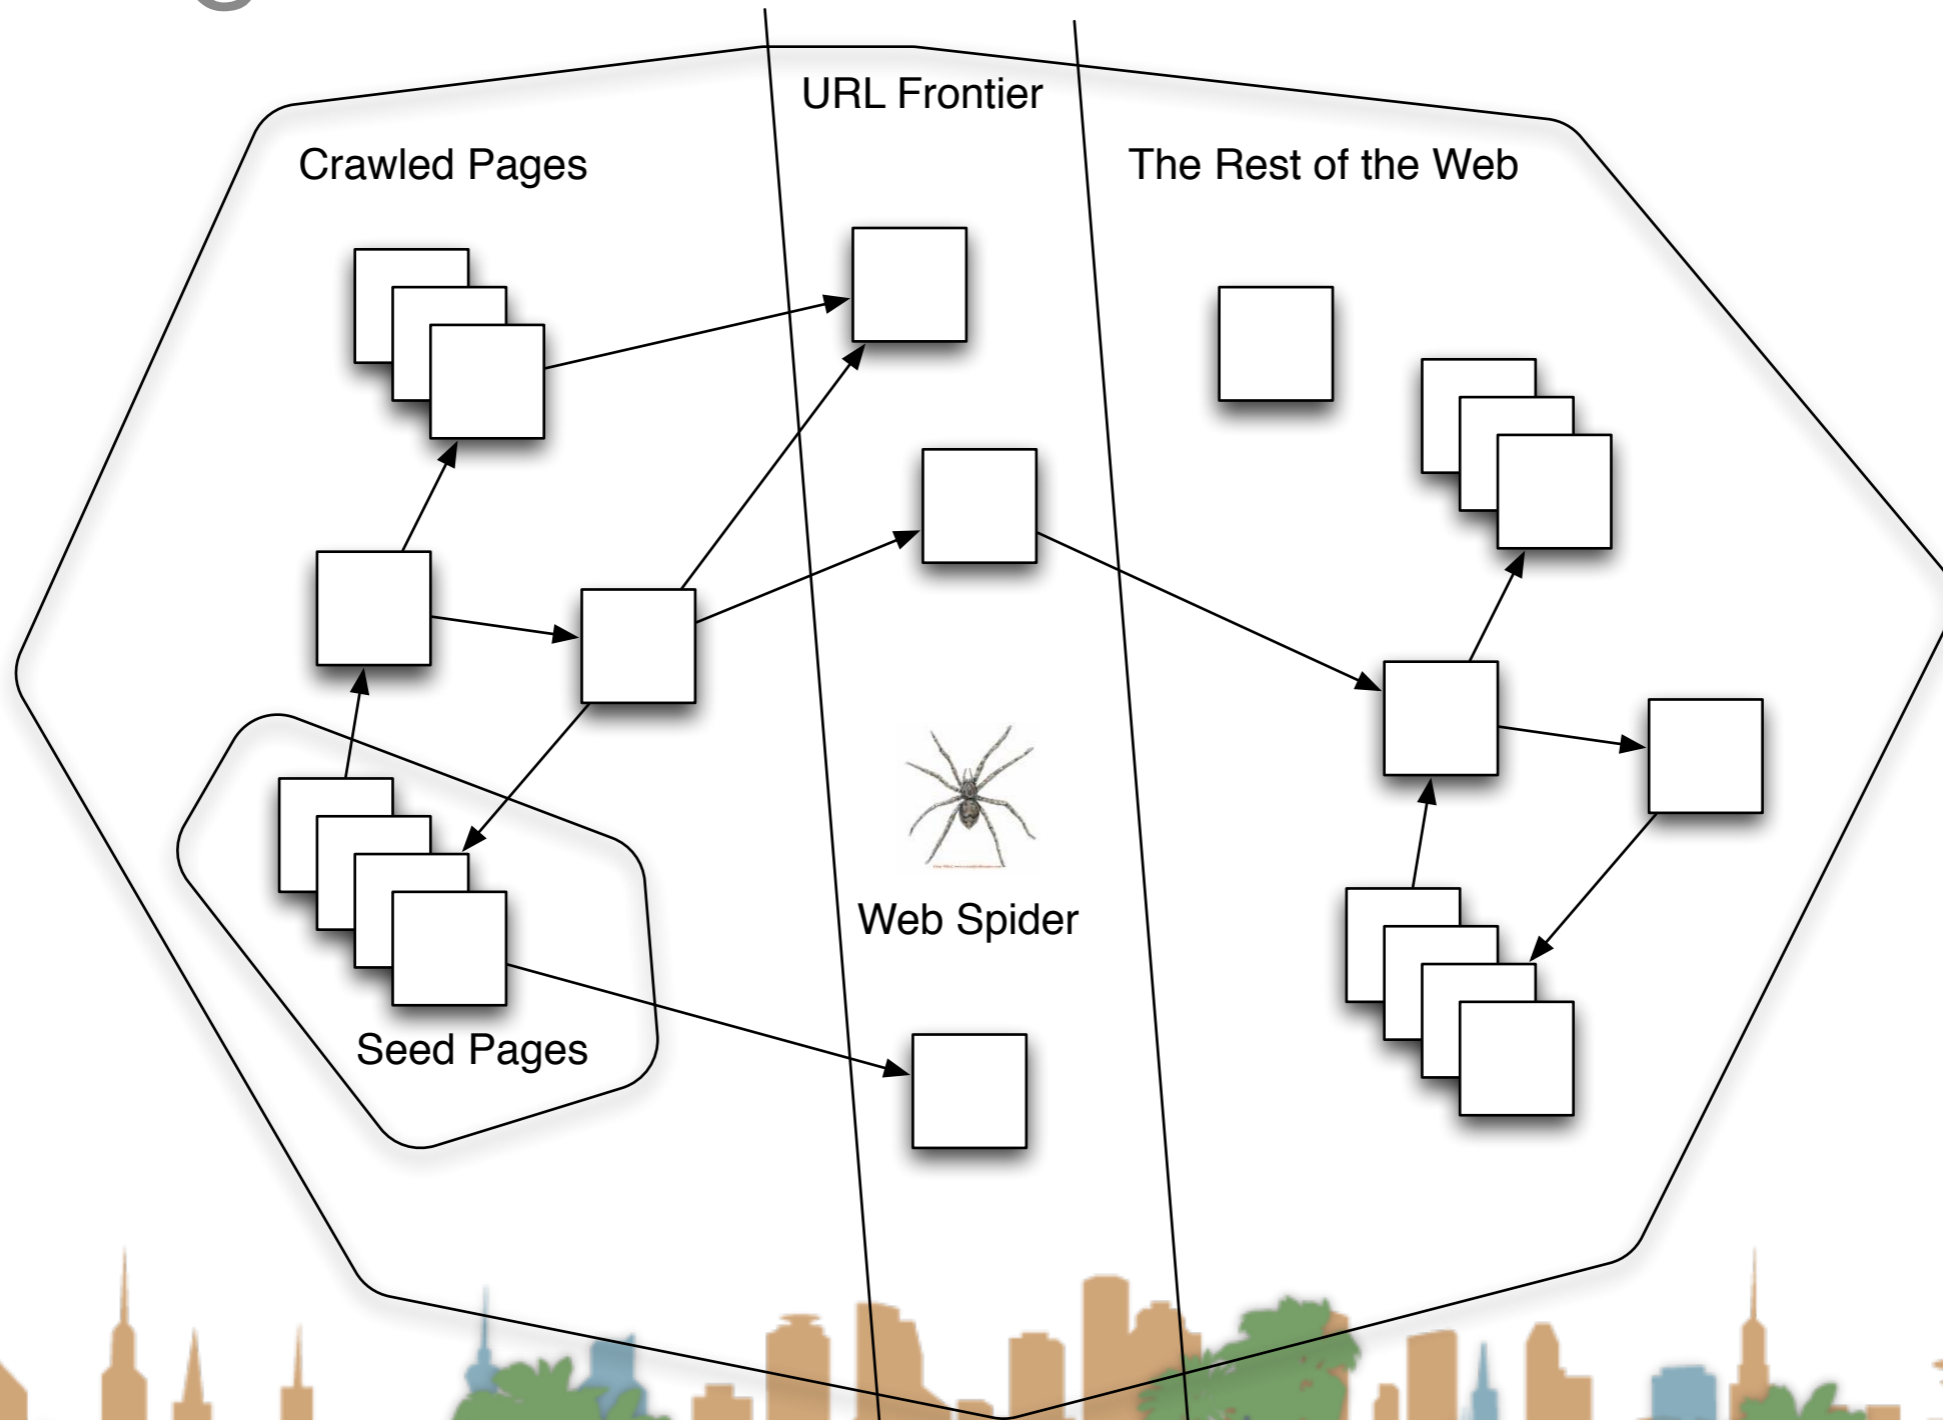 URL Frontier
Crawled Pages
The Rest of the Web
Web Spider
Seed Pages